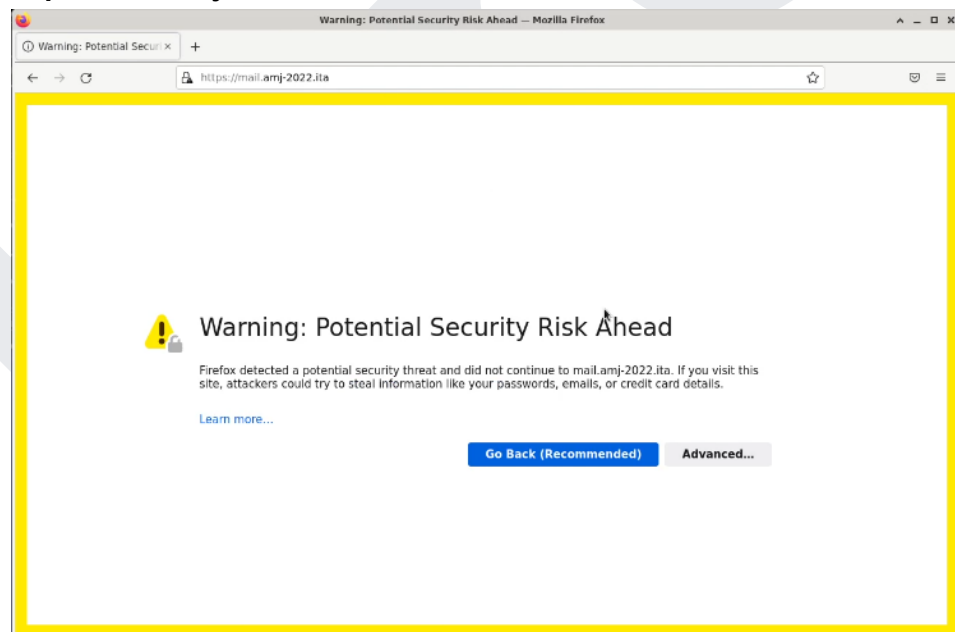 Warning: Potential Security Risk Ahead — Mozilla Firefox
Warning: Potential Securi
https://mail.amj-2022.ita
Warning: Potential Security Risk Ahead
Firefox detected a potential security threat and did not continue to mail.amj-2022.ita. If you visit this
site, attackers could try to steal information like your passwords, emails, or credit card details.
Learn more...
Go Back (Recommended) Advanced...